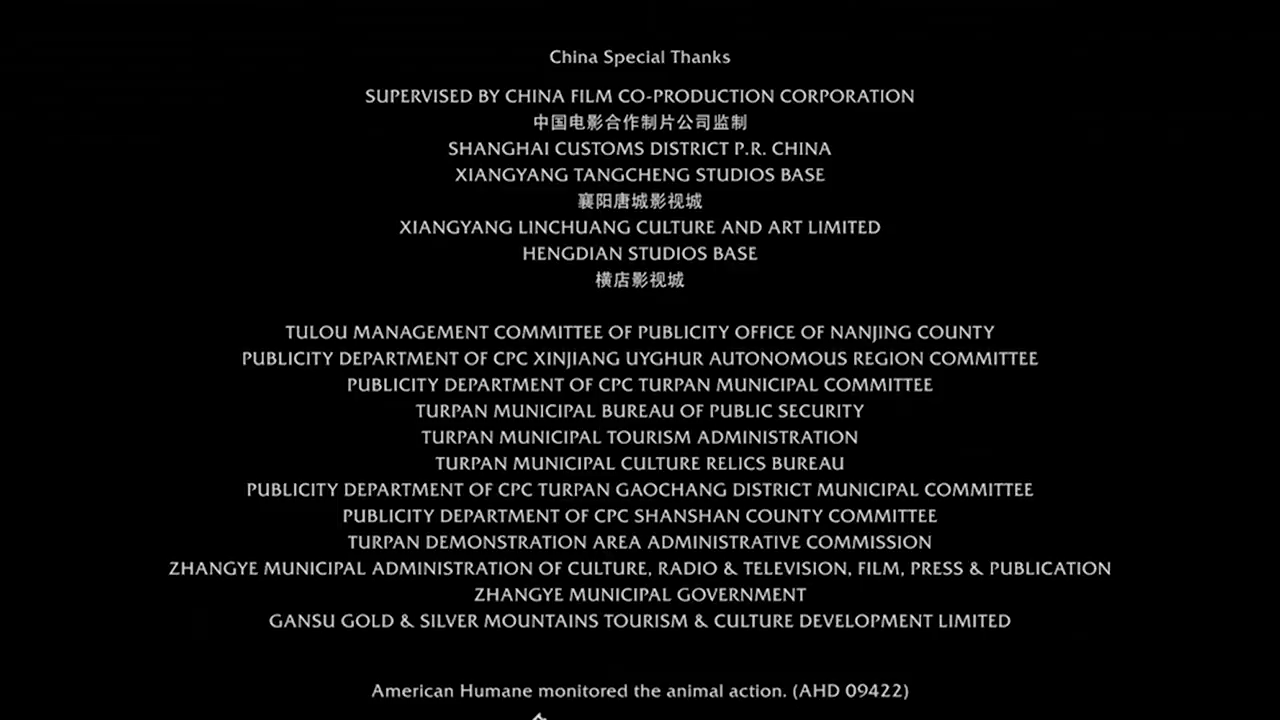 China Special Thanks
SUPERVISED BY CHINA FILM CO-PRODUCTION CORPORATION
中国电影合作制片公司监制
SHANGHAI CUSTOMS DISTRICT P.R. CHINA
XIANGYANG TANGCHENG STUDIOS BASE
襄阳唐城影视城
XIANGYANG LINCHUANG CULTURE AND ART LIMITED
HENGDIAN STUDIOS BASE
横店影视城
TULOU MANAGEMENT COMMITTEE OF PUBLICITY OFFICE OF NANJING COUNTY
PUBLICITY DEPARTMENT OF CPC XINJIANG UYGHUR AUTONOMOUS REGION COMMITTEE
PUBLICITY DEPARTMENT OF CPC TURPAN MUNICIPAL COMMITTEE
TURPAN MUNICIPAL BUREAU OF PUBLIC SECURITY
TURPAN MUNICIPAL TOURISM ADMINISTRATION
TURPAN MUNICIPAL CULTURE RELICS BUREAU
PUBLICITY DEPARTMENT OF CPC TURPAN GAOCHANG DISTRICT MUNICIPAL COMMITTEE
PUBLICITY DEPARTMENT OF CPC SHANSHAN COUNTY COMMITTEE
TURPAN DEMONSTRATION AREA ADMINISTRATIVE COMMISSION
ZHANGYE MUNICIPAL ADMINISTRATION OF CULTURE, RADIO & TELEVISION, FILM, PRESS & PUBLICATION
ZHANGYE MUNICIPAL GOVERNMENT
GANSU GOLD & SILVER MOUNTAINS TOURISM & CULTURE DEVELOPMENT LIMITED
American Humane monitored the animal action. (AHD 09422)